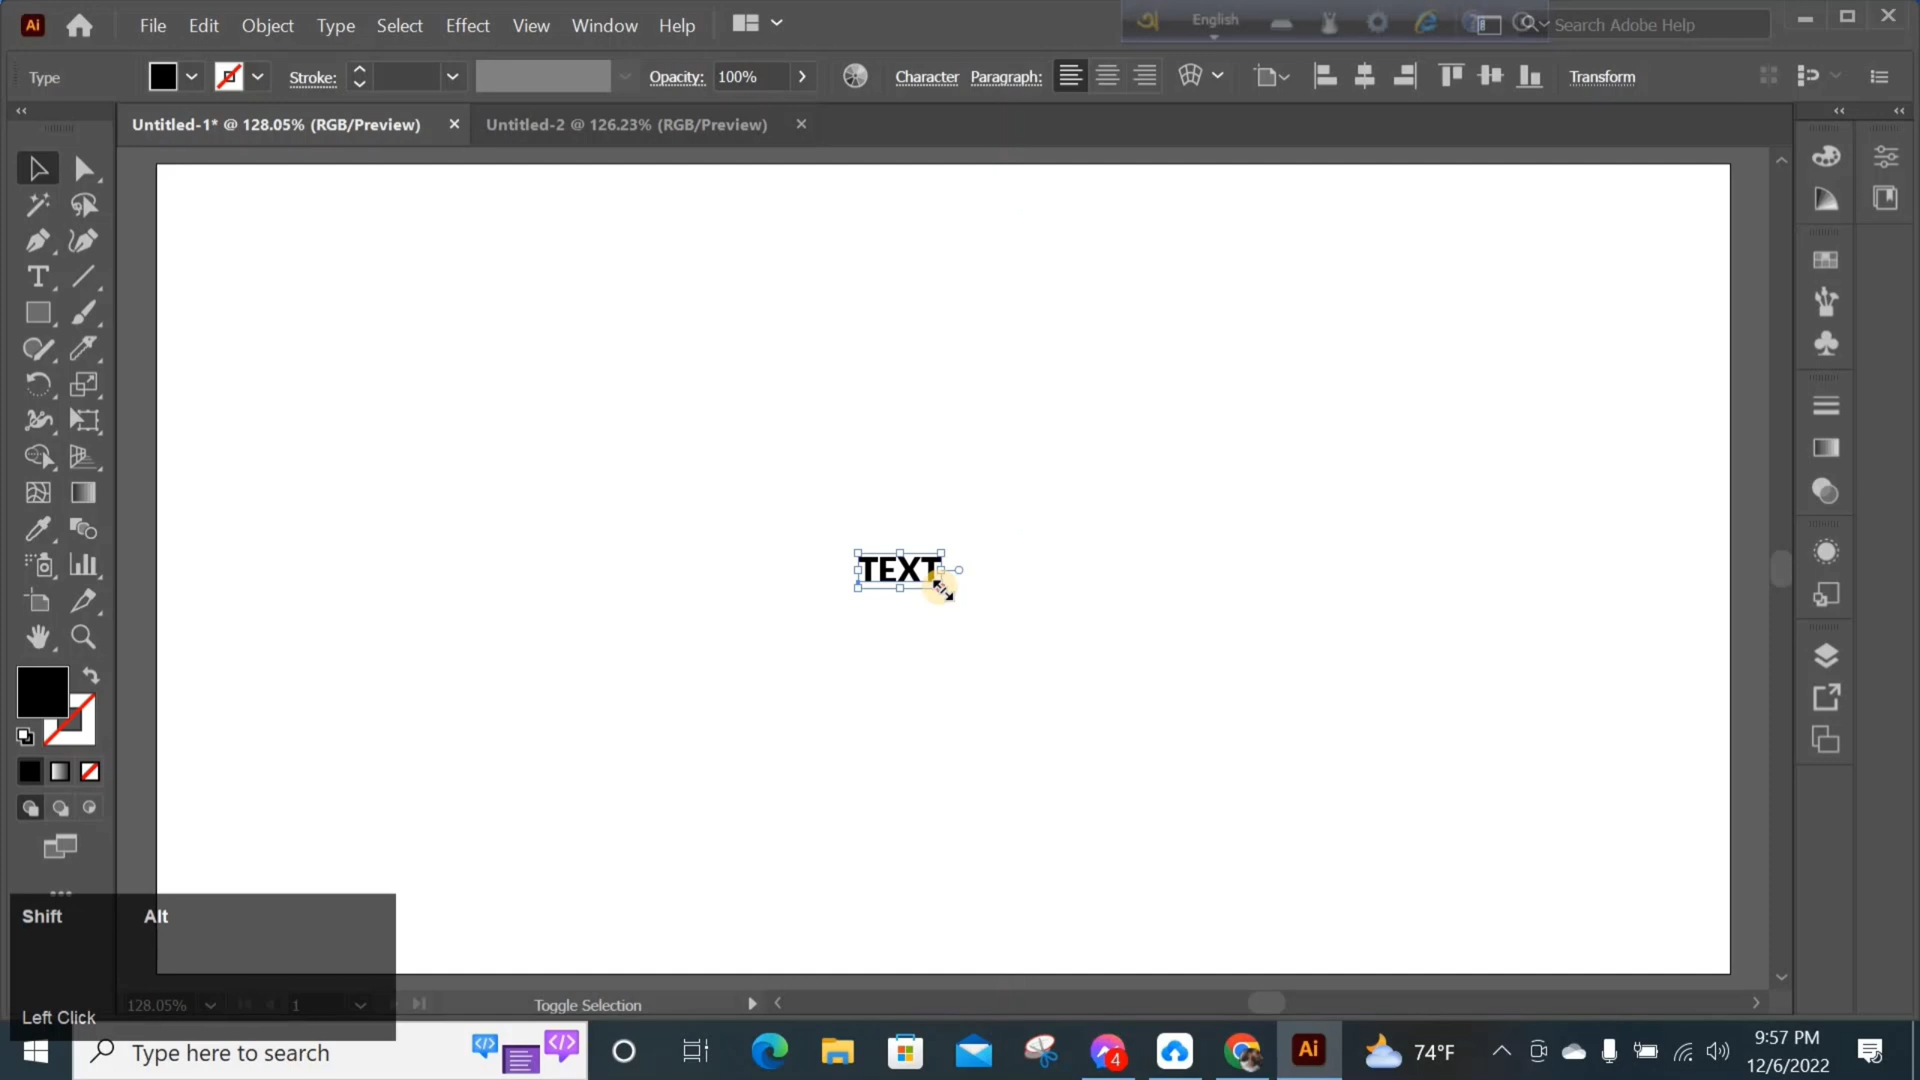 Ai File Edit Object Type Select Effect View Window Help English Search Adobe Help
Type Stroke: Opacity: 100% Character Paragraph: Transform
Untitled-1* @ 128.05% (RGB/Preview) Untitled-2 @ 126.23% (RGB/Preview)
TEXT
Shift Alt
Left Click
128.05% 1 Toggle Selection
Type here to search 4 Ai 74°F 9:57 PM
12/6/2022